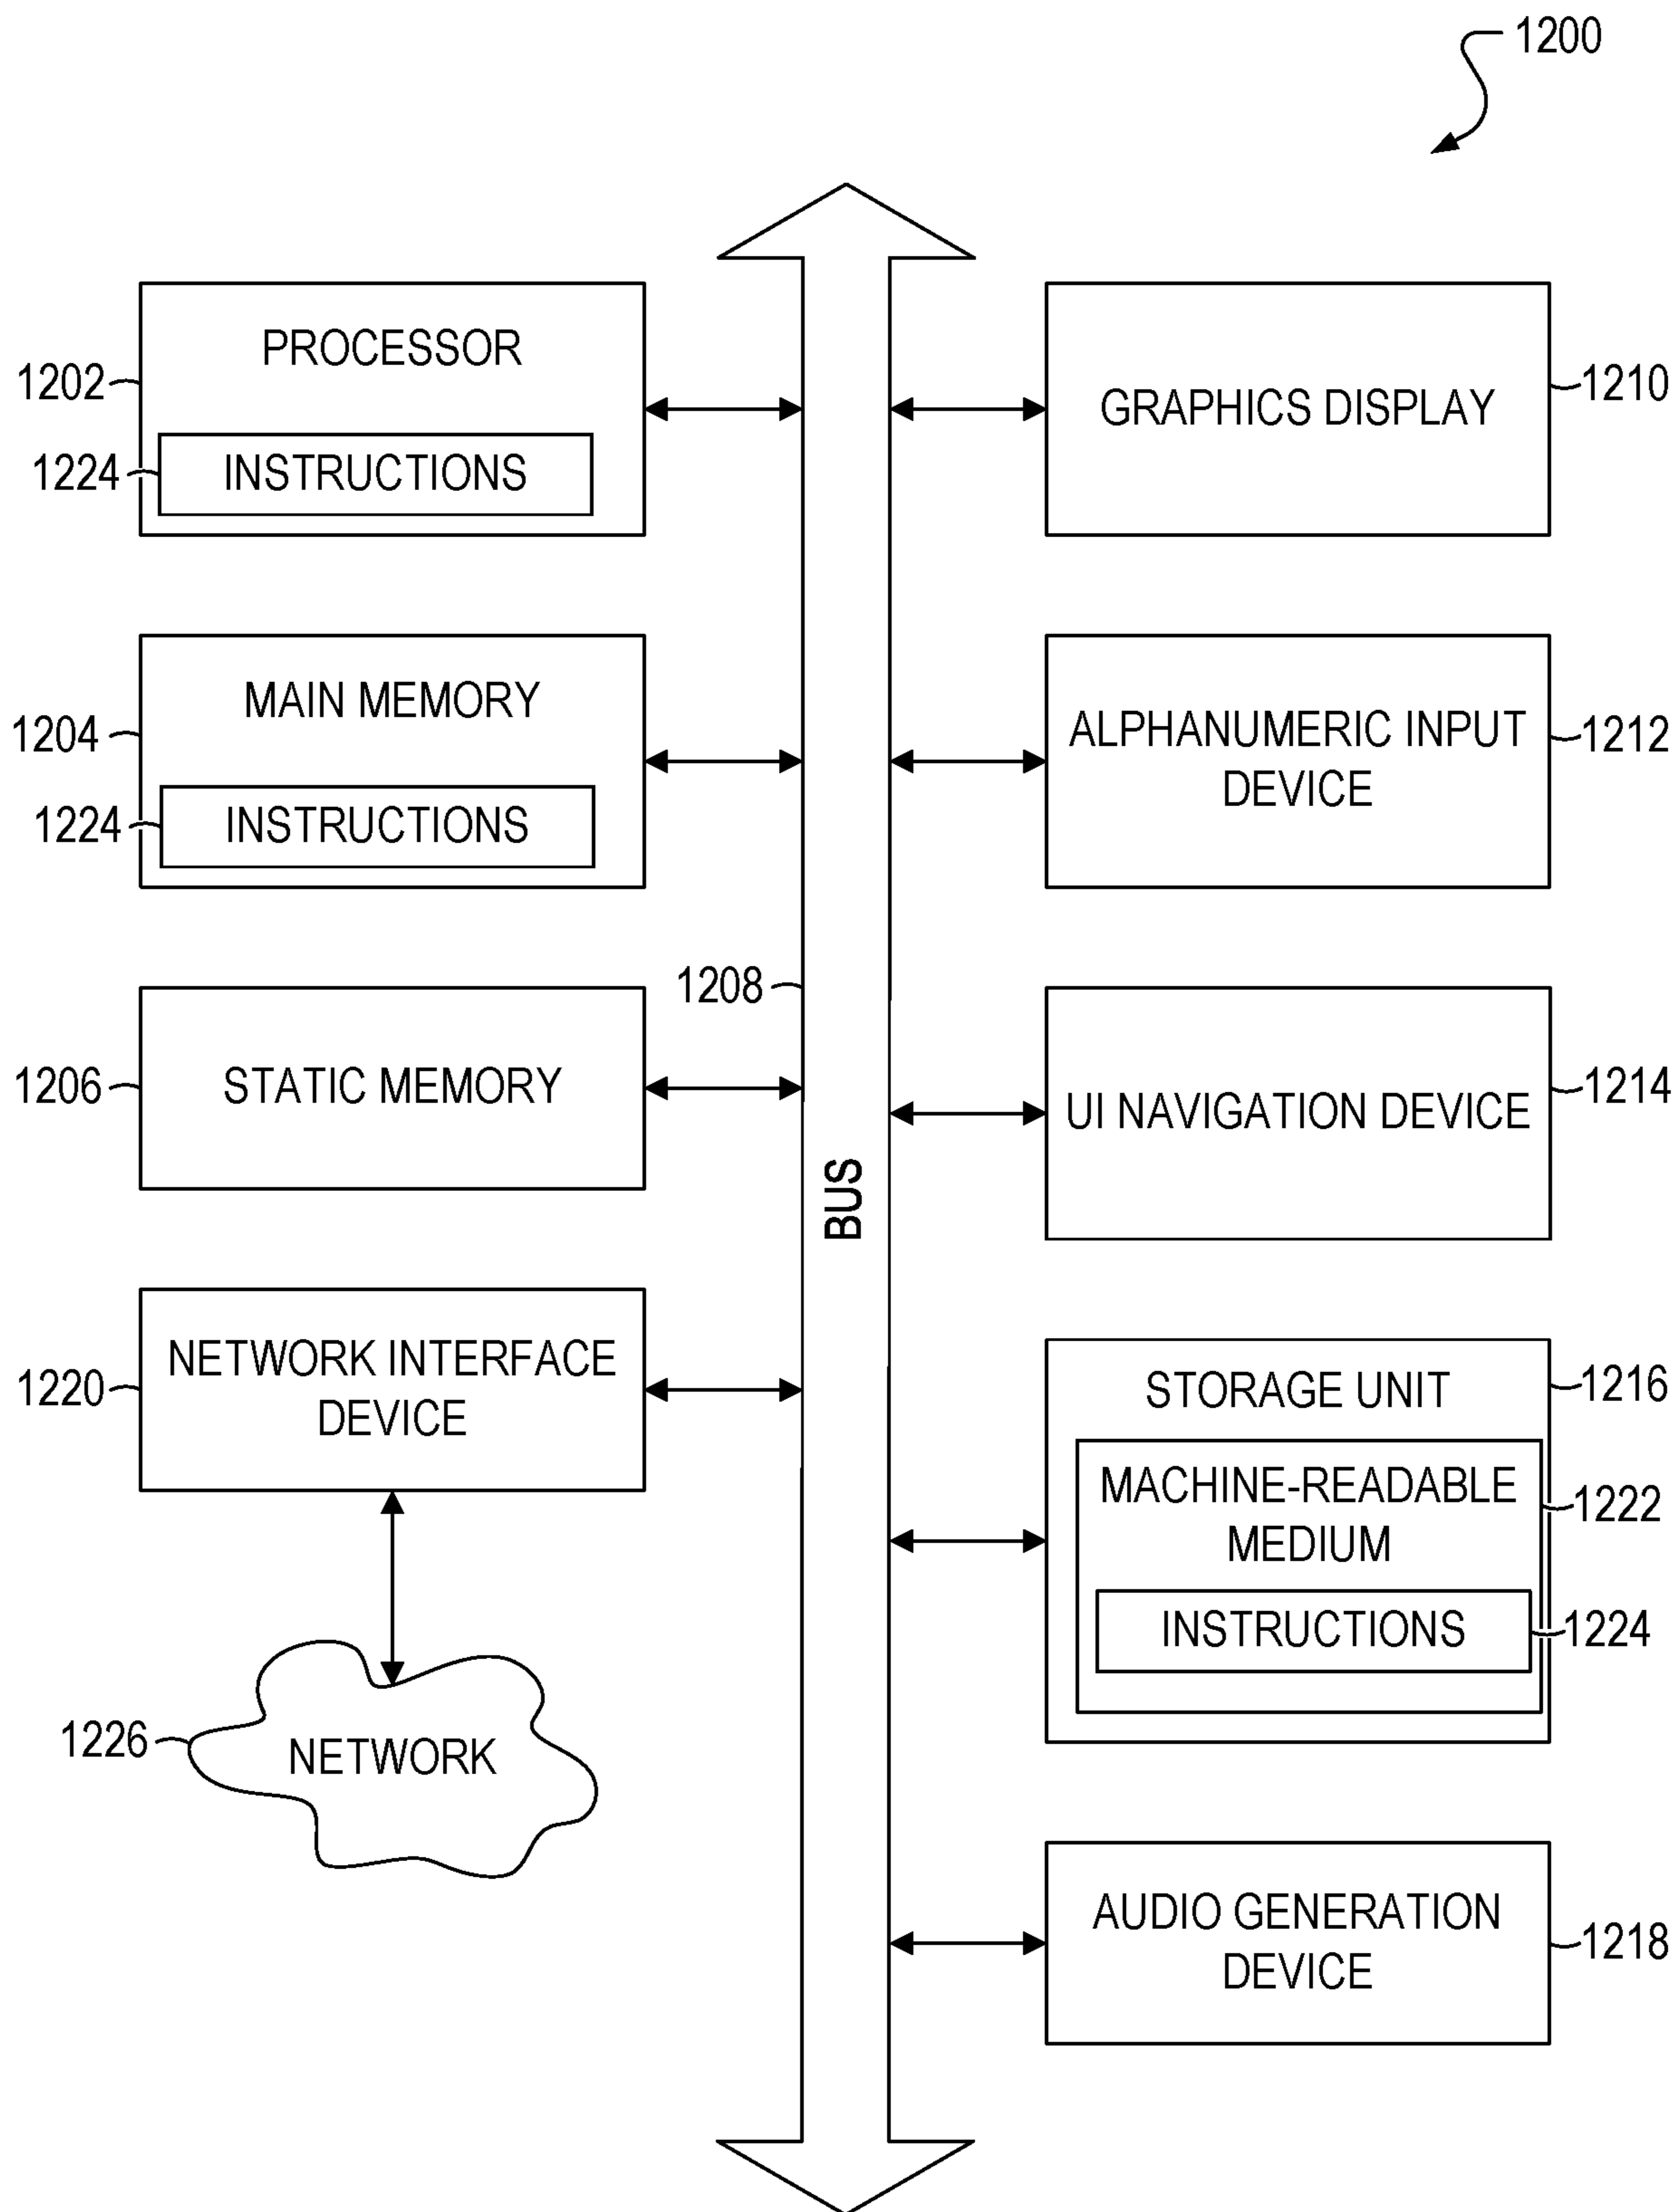 1200
PROCESSOR
1202
1224
INSTRUCTIONS
MAIN MEMORY
1204
1224
INSTRUCTIONS
1208
1206
STATIC MEMORY
BUS
NETWORK INTERFACE
DEVICE
1220
1226
NETWORK
GRAPHICS DISPLAY
1210
ALPHANUMERIC INPUT
DEVICE
1212
UI NAVIGATION DEVICE
1214
STORAGE UNIT
1216
MACHINE-READABLE
MEDIUM
1222
INSTRUCTIONS
1224
AUDIO GENERATION
DEVICE
1218